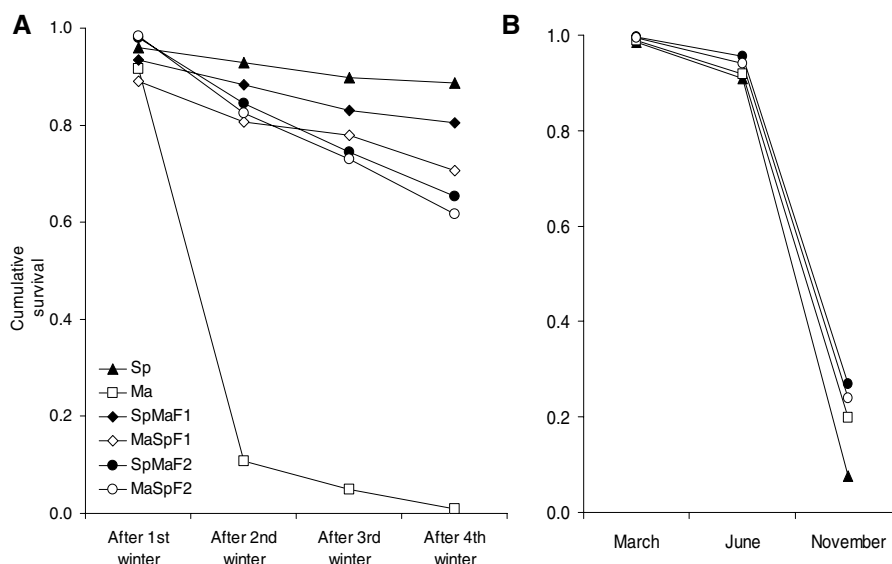 A
B
1.0
0.8
0.6
0.4
0.2
0.0
Cumulative
survival
Sp
Ma
SpMaF1
MaSpF1
SpMaF2
MaSpF2
After 1st
winter
After 2nd
winter
After 3rd
winter
After 4th
winter
1.0
0.8
0.6
0.4
0.2
0.0
March
June
November